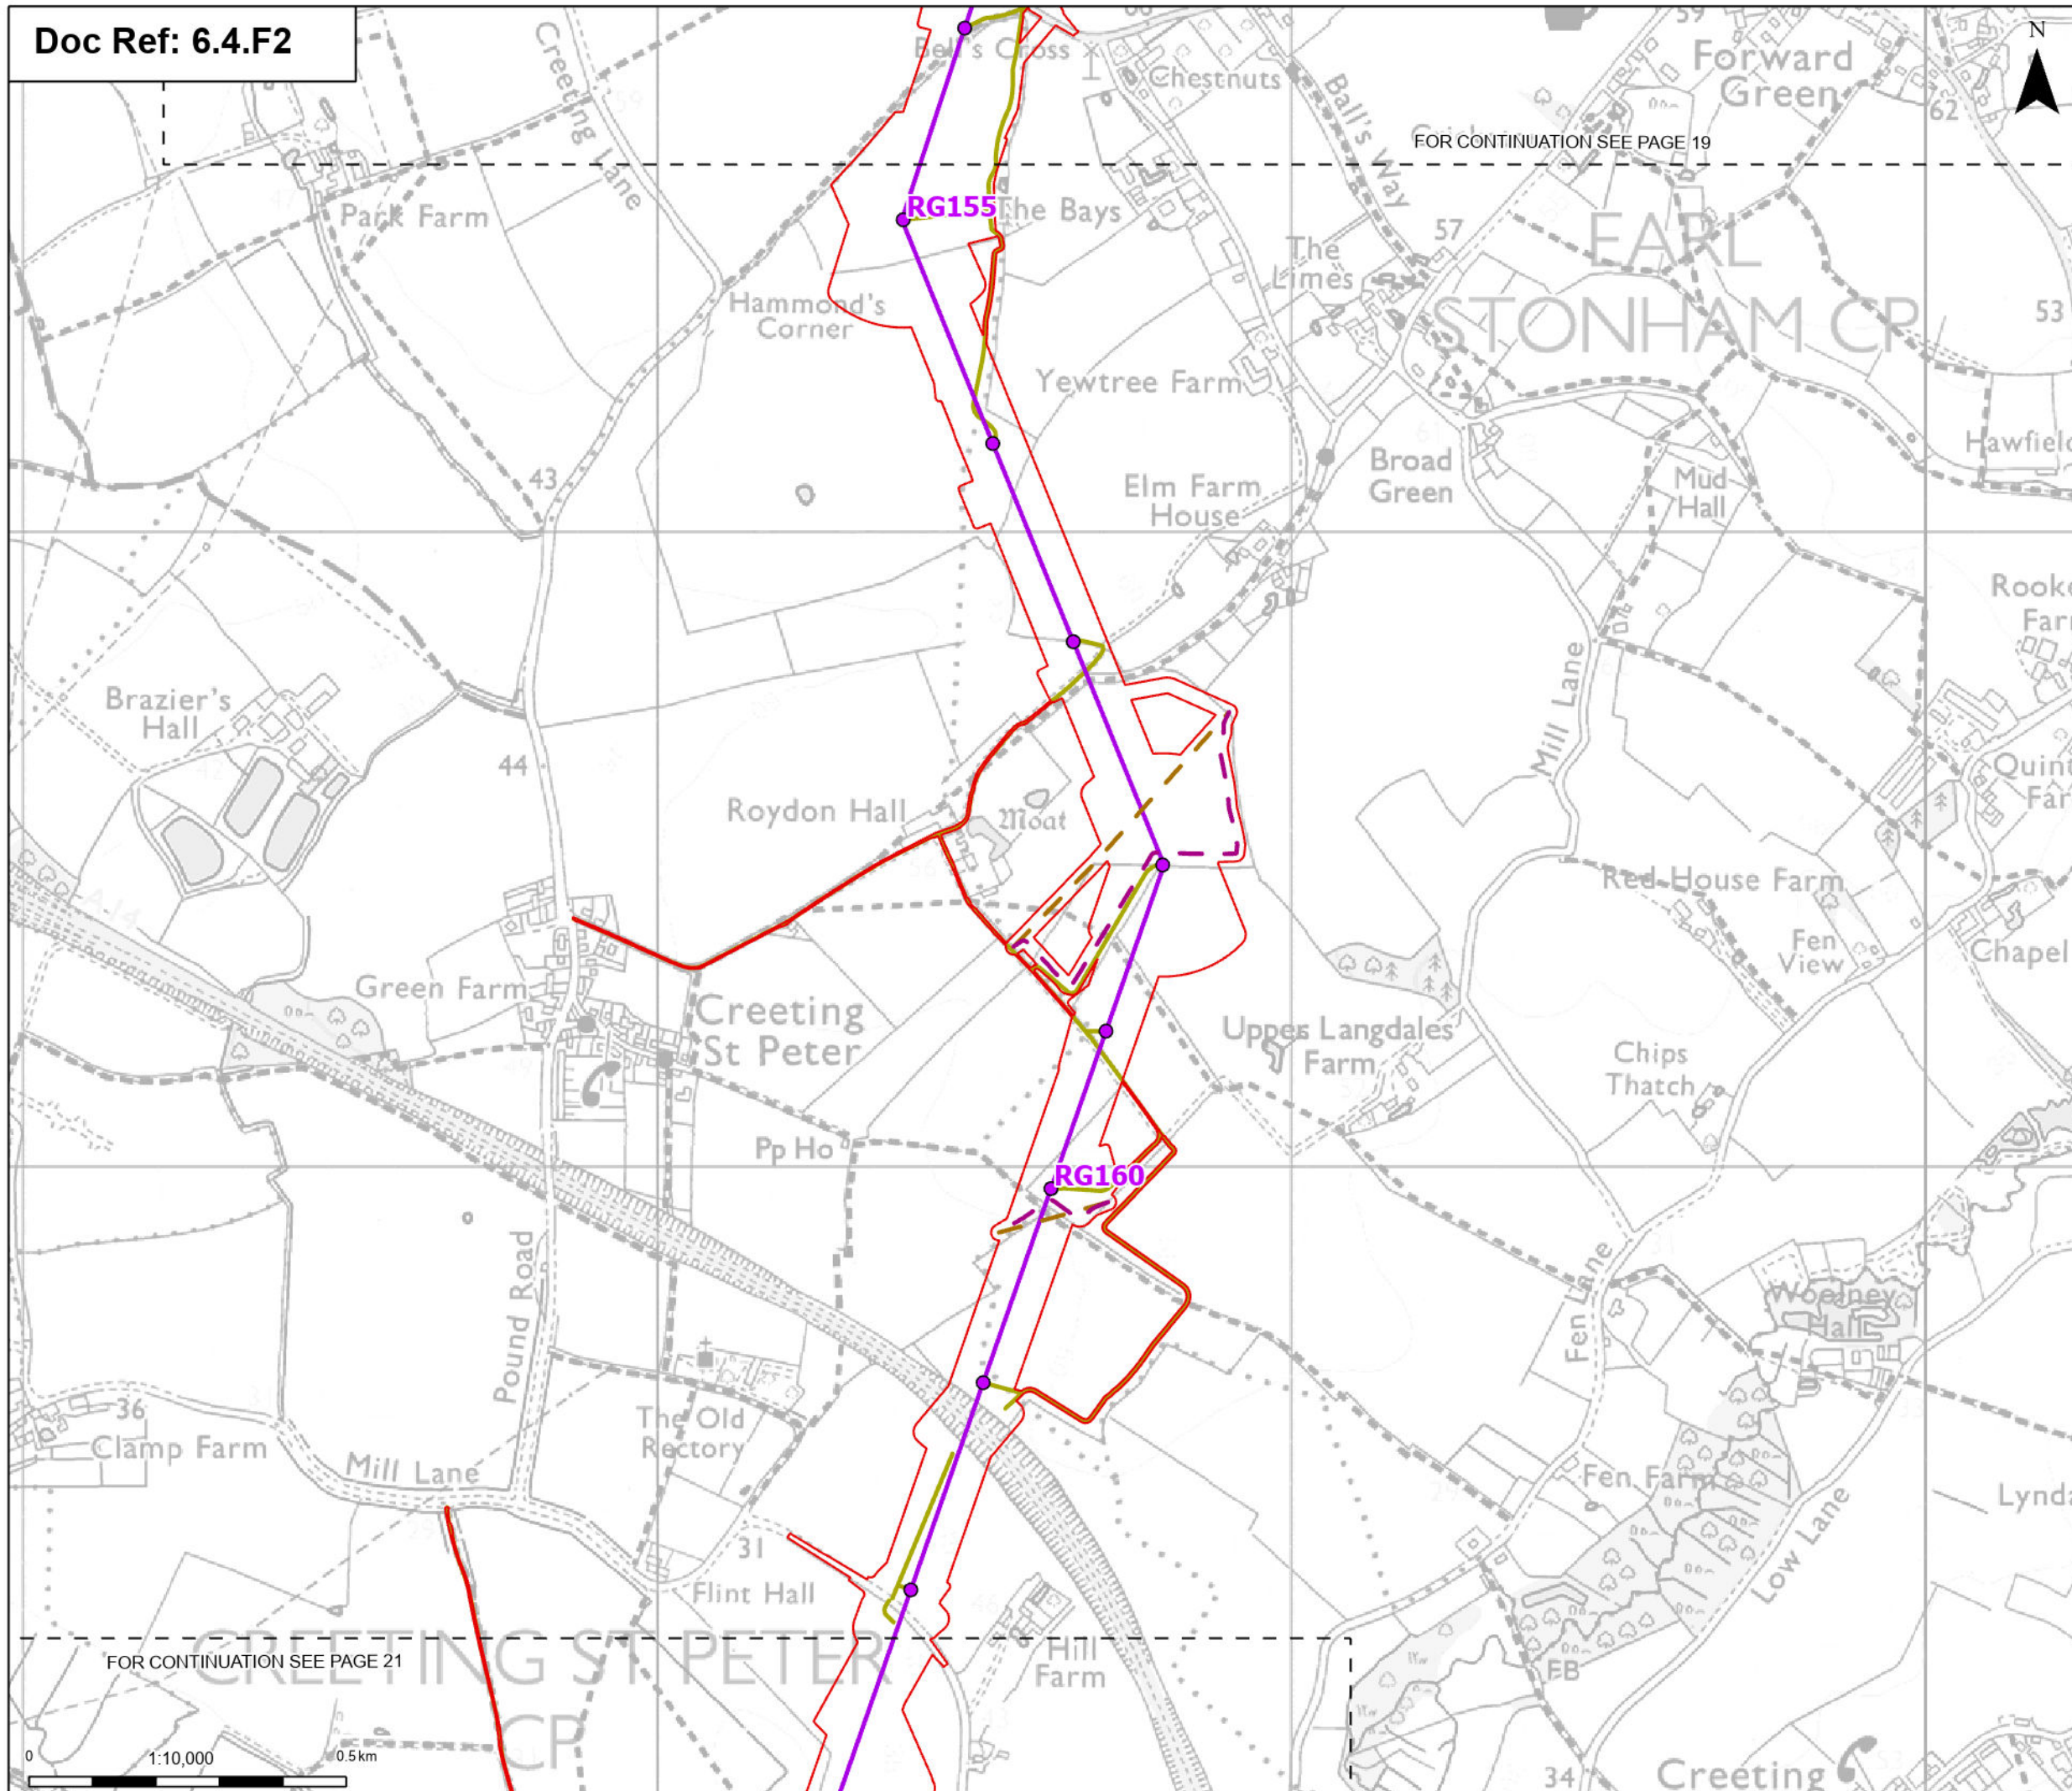 Doc Ref: 6.4.F2
N
Bell's Cross
Chestnuts
Creeting Lane
Ball's Way
Forward
Green
59
62
FOR CONTINUATION SEE PAGE 19
Park Farm
RG155
The Bays
The
Limes
57
EARL
STONHAM CP
53
Hammond's
Corner
Yewtree Farm
43
Elm Farm
House
Broad
Green
Mud
Hall
Brazier's
Hall
44
Mill Lane
Roydon Hall
Moat
Red House Farm
A 14
Fen
View
Chapel
Green Farm
Creeting
St Peter
Upper Langdales
Farm
Chips
Thatch
Pp Ho
RG160
Pound Road
Fen Lane
Woolney
Hall
36
Clamp Farm
The Old
Rectory
Mill Lane
Fen Farm
Low Lane
31
Flint Hall
Hill
Farm
CREETING ST PETER
CP
FOR CONTINUATION SEE PAGE 21
FB
0
1:10,000
0.5 km
34
Creeting